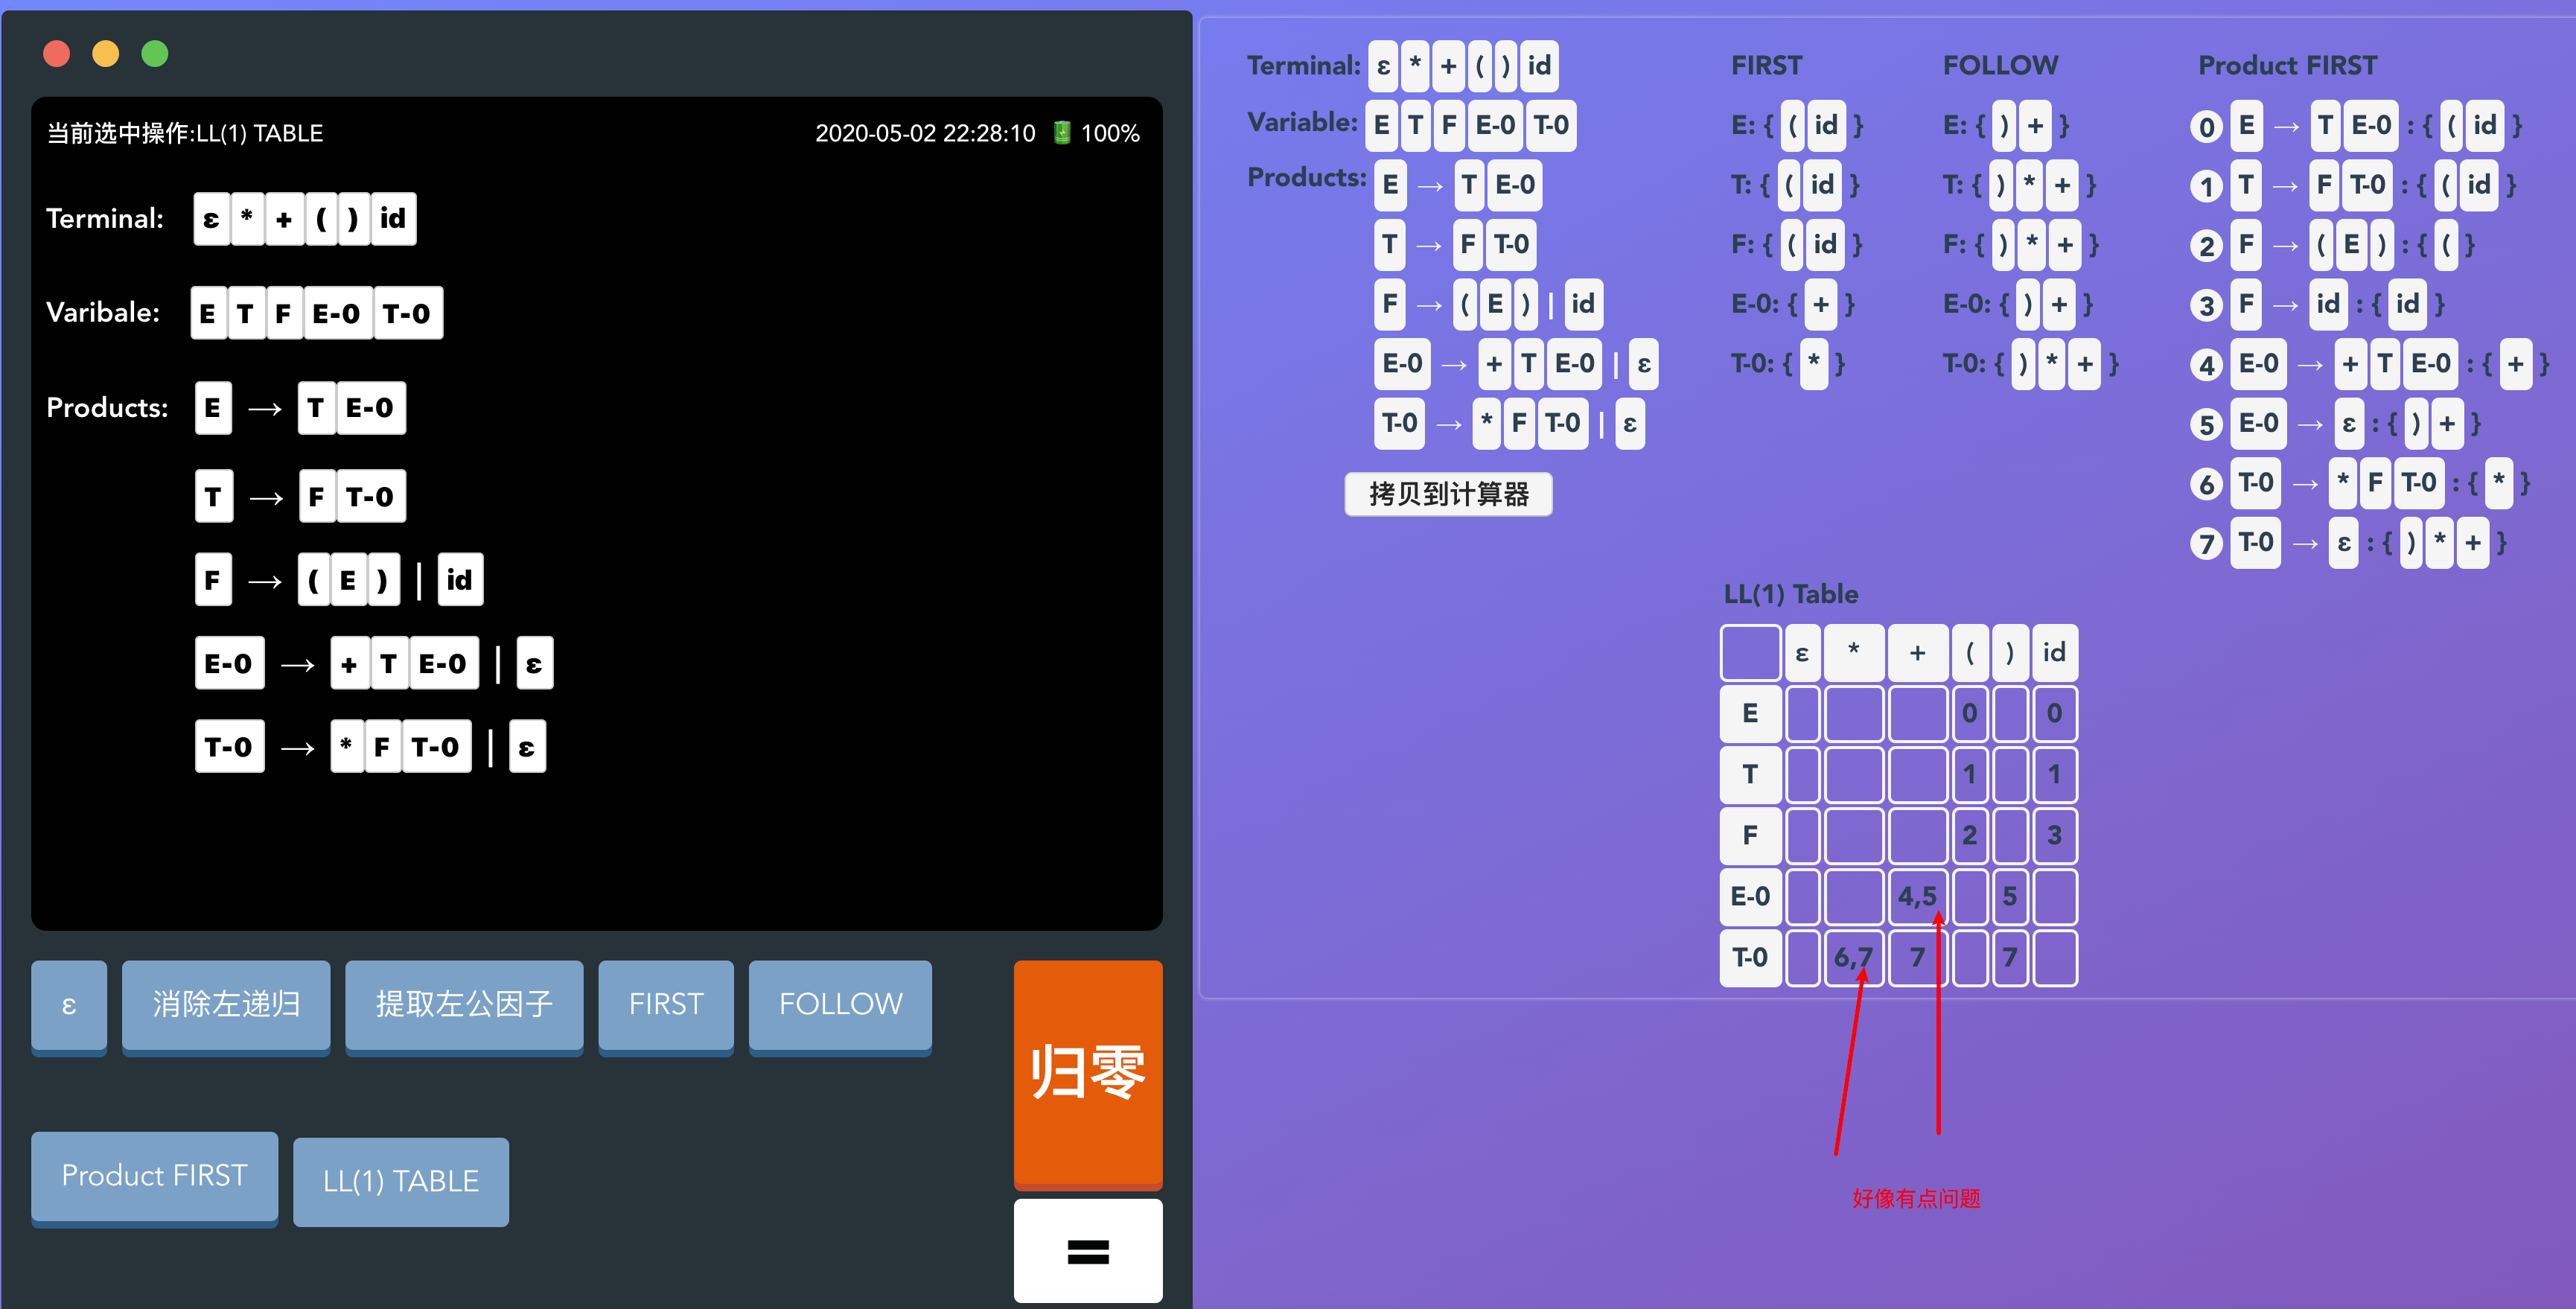 当前选中操作:LL(1) TABLE
2020-05-02 22:28:10 100%
Terminal: ε * + ( ) id
Varibale: E T F E-0 T-0
Products: E → T E-0
T → F T-0
F → ( E ) | id
E-0 → + T E-0 | ε
T-0 → * F T-0 | ε
ε 消除左递归 提取左公因子 FIRST FOLLOW
归零
Product FIRST LL(1) TABLE
=
Terminal: ε * + ( ) id
Variable: E T F E-0 T-0
Products: E → T E-0
T → F T-0
F → ( E ) | id
E-0 → + T E-0 | ε
T-0 → * F T-0 | ε
拷贝到计算器
FIRST
E: { ( id }
T: { ( id }
F: { ( id }
E-0: { + }
T-0: { * }
FOLLOW
E: { ) + }
T: { ) * + }
F: { ) * + }
E-0: { ) + }
T-0: { ) * + }
Product FIRST
0 E → T E-0 : { ( id }
1 T → F T-0 : { ( id }
2 F → ( E ) : { ( }
3 F → id : { id }
4 E-0 → + T E-0 : { + }
5 E-0 → ε : { ) + }
6 T-0 → * F T-0 : { * }
7 T-0 → ε : { ) * + }
LL(1) Table
ε * + ( ) id
E 0 0
T 1 1
F 2 3
E-0 4,5 5
T-0 6,7 7 7
好像有点问题